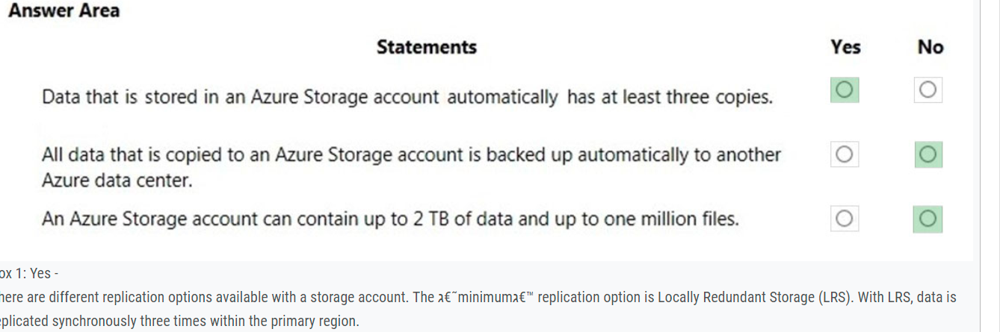 Answer Area
Statements Yes No
Data that is stored in an Azure Storage account automatically has at least three copies.
All data that is copied to an Azure Storage account is backed up automatically to another
Azure data center.
An Azure Storage account can contain up to 2 TB of data and up to one million files.
ox 1: Yes -
here are different replication options available with a storage account. The ג€˜minimumג€™ replication option is Locally Redundant Storage (LRS). With LRS, data is
eplicated synchronously three times within the primary region.